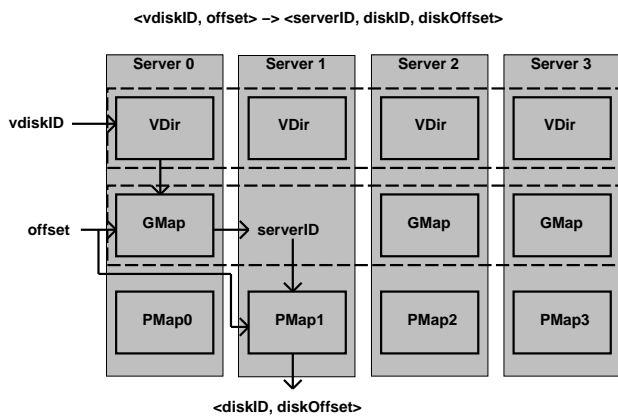 <vdiskID, offset> −> <serverID, diskID, diskOffset>
Server 0
Server 1
Server 2
Server 3
vdiskID
VDir
VDir
VDir
VDir
offset
GMap
serverID
GMap
GMap
PMap0
PMap1
PMap2
PMap3
<diskID, diskOffset>